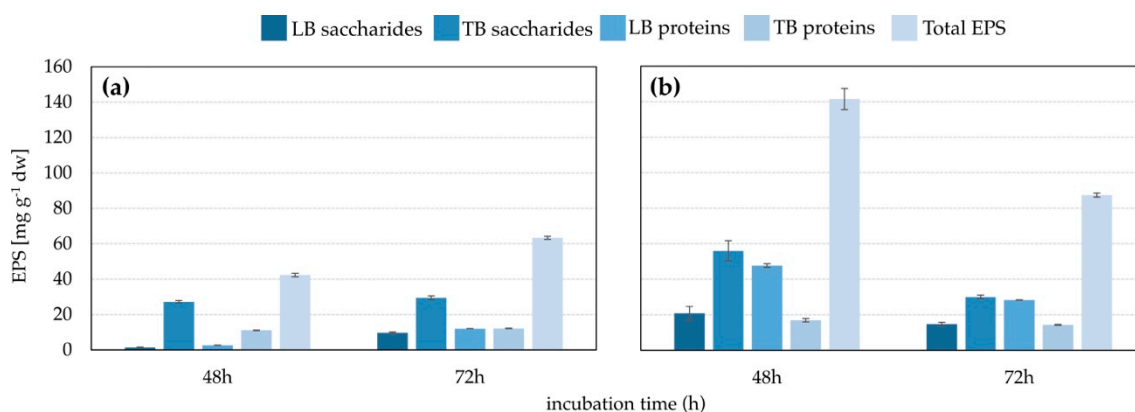 LB saccharides TB saccharides LB proteins TB proteins Total EPS
(a) (b)
EPS [mg g⁻¹ dw]
160
140
120
100
80
60
40
20
0
48h 72h 48h 72h
incubation time (h)